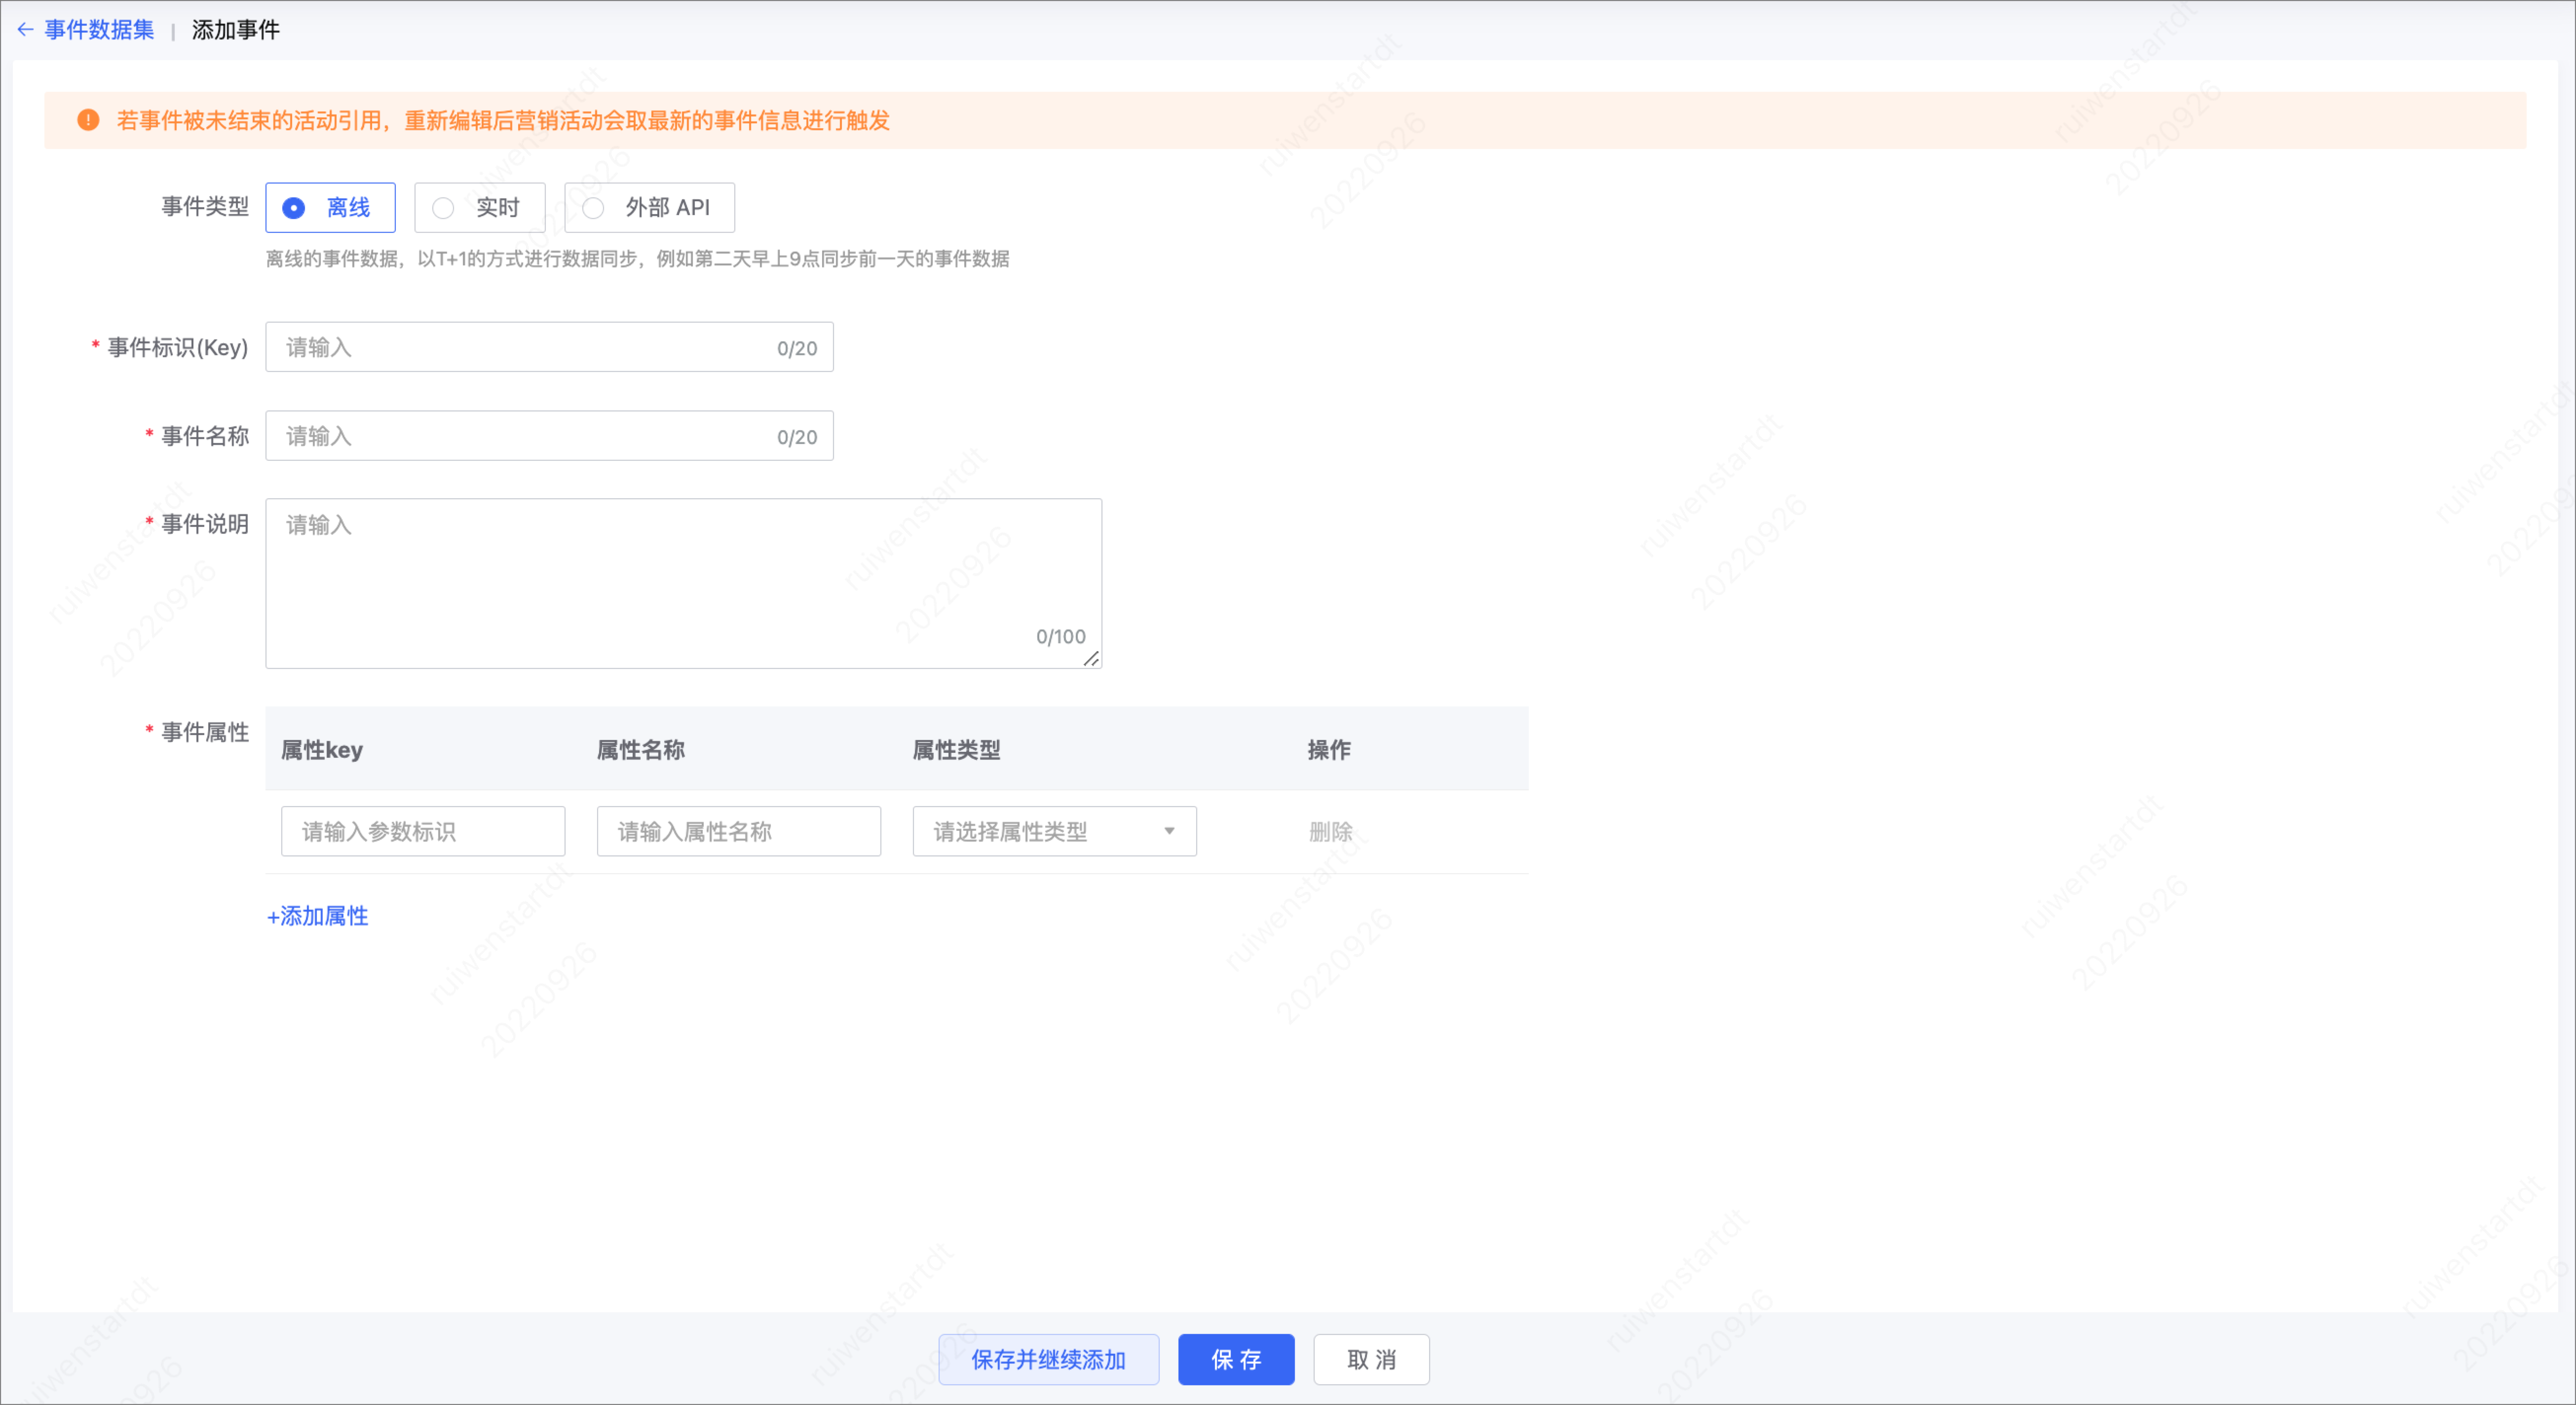 ← 事件数据集 | 添加事件
若事件被未结束的活动引用，重新编辑后营销活动会取最新的事件信息进行触发
事件类型 离线 实时 外部 API
离线的事件数据，以T+1的方式进行数据同步，例如第二天早上9点同步前一天的事件数据
* 事件标识(Key) 请输入 0/20
* 事件名称 请输入 0/20
* 事件说明 请输入
0/100
* 事件属性
属性key 属性名称 属性类型 操作
请输入参数标识 请输入属性名称 请选择属性类型 删除
+添加属性
保存并继续添加 保 存 取 消
ruiwenstartdt
20220926